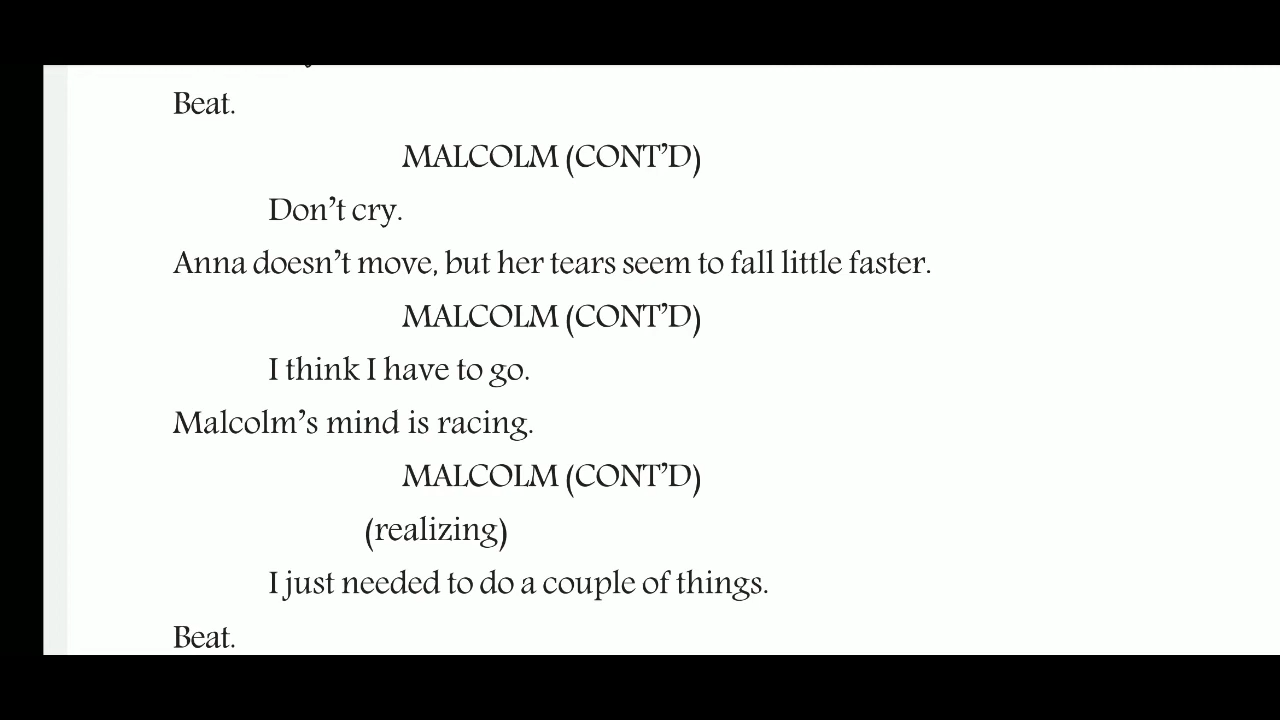 Beat.
MALCOLM (CONT’D)
Don’t cry.
Anna doesn’t move, but her tears seem to fall little faster.
MALCOLM (CONT’D)
I think I have to go.
Malcolm’s mind is racing.
MALCOLM (CONT’D)
(realizing)
I just needed to do a couple of things.
Beat.